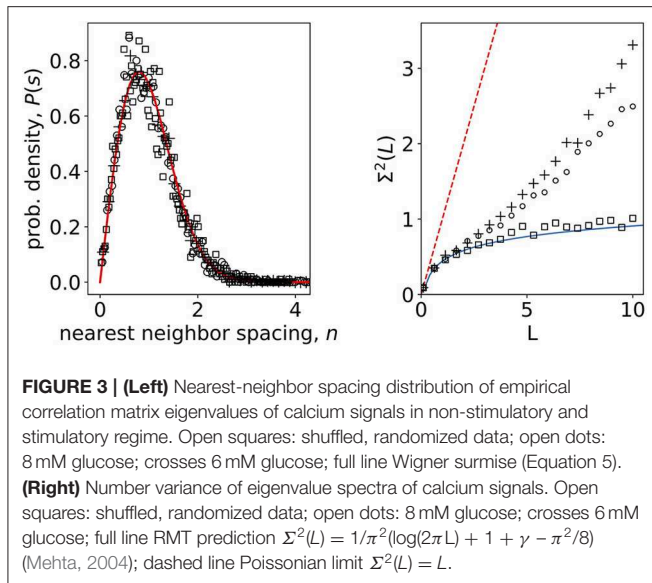 prob. density, P(s)
0.8
0.6
0.4
0.2
0.0
0
2
4
nearest neighbor spacing, n
Σ²(L)
3
2
1
0
0
5
10
L
FIGURE 3 | (Left) Nearest-neighbor spacing distribution of empirical
correlation matrix eigenvalues of calcium signals in non-stimulatory and
stimulatory regime. Open squares: shuffled, randomized data; open dots:
8 mM glucose; crosses 6 mM glucose; full line Wigner surmise (Equation 5).
(Right) Number variance of eigenvalue spectra of calcium signals. Open
squares: shuffled, randomized data; open dots: 8 mM glucose; crosses 6 mM
glucose; full line RMT prediction Σ²(L) = 1/π²(log(2πL) + 1 + γ − π²/8)
(Mehta, 2004); dashed line Poissonian limit Σ²(L) = L.